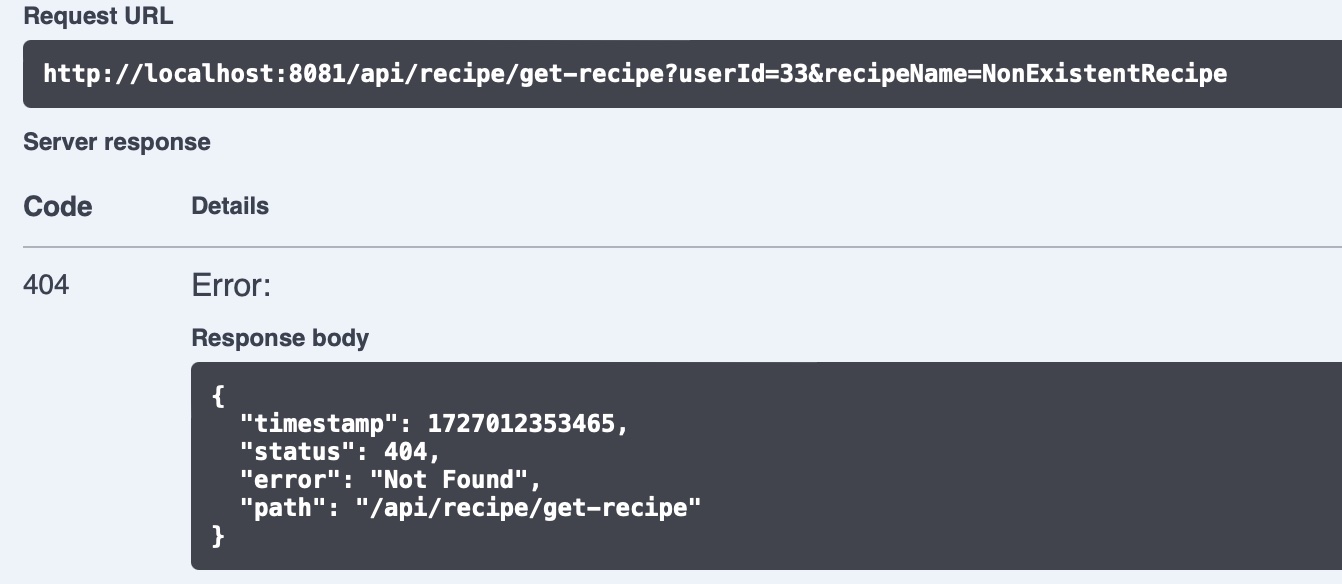 Request URL
http://localhost:8081/api/recipe/get-recipe?userId=33&recipeName=NonExistentRecipe
Server response
Code Details
404 Error:
Response body
{
  "timestamp": 1727012353465,
  "status": 404,
  "error": "Not Found",
  "path": "/api/recipe/get-recipe"
}